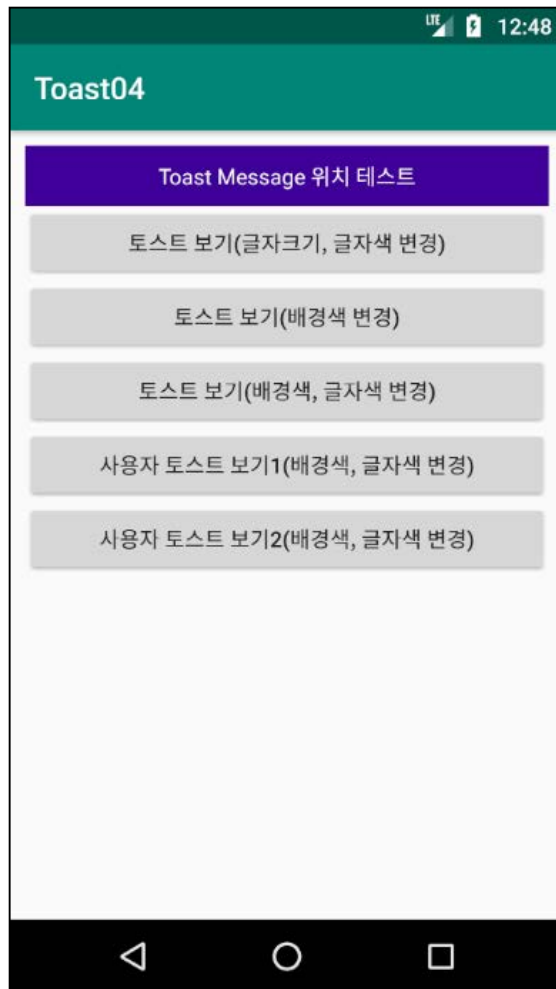 LTE 12:48
Toast04
Toast Message 위치 테스트
토스트 보기(글자크기, 글자색 변경)
토스트 보기(배경색 변경)
토스트 보기(배경색, 글자색 변경)
사용자 토스트 보기1(배경색, 글자색 변경)
사용자 토스트 보기2(배경색, 글자색 변경)